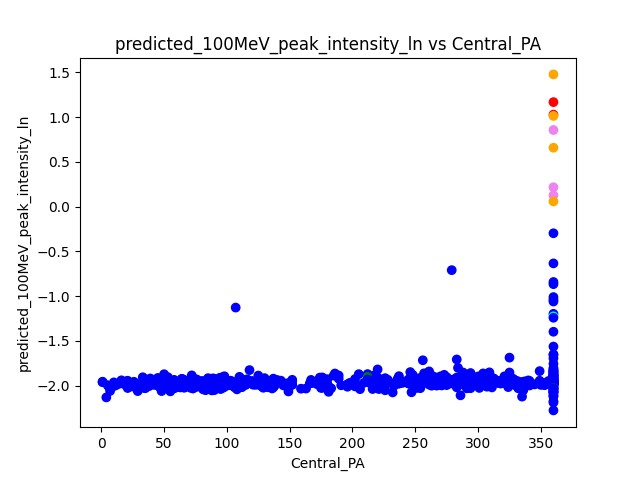 predicted_100MeV_peak_intensity_ln vs Central_PA
predicted_100MeV_peak_intensity_ln
1.5
1.0
0.5
0.0
−0.5
−1.0
−1.5
−2.0
0 50 100 150 200 250 300 350
Central_PA